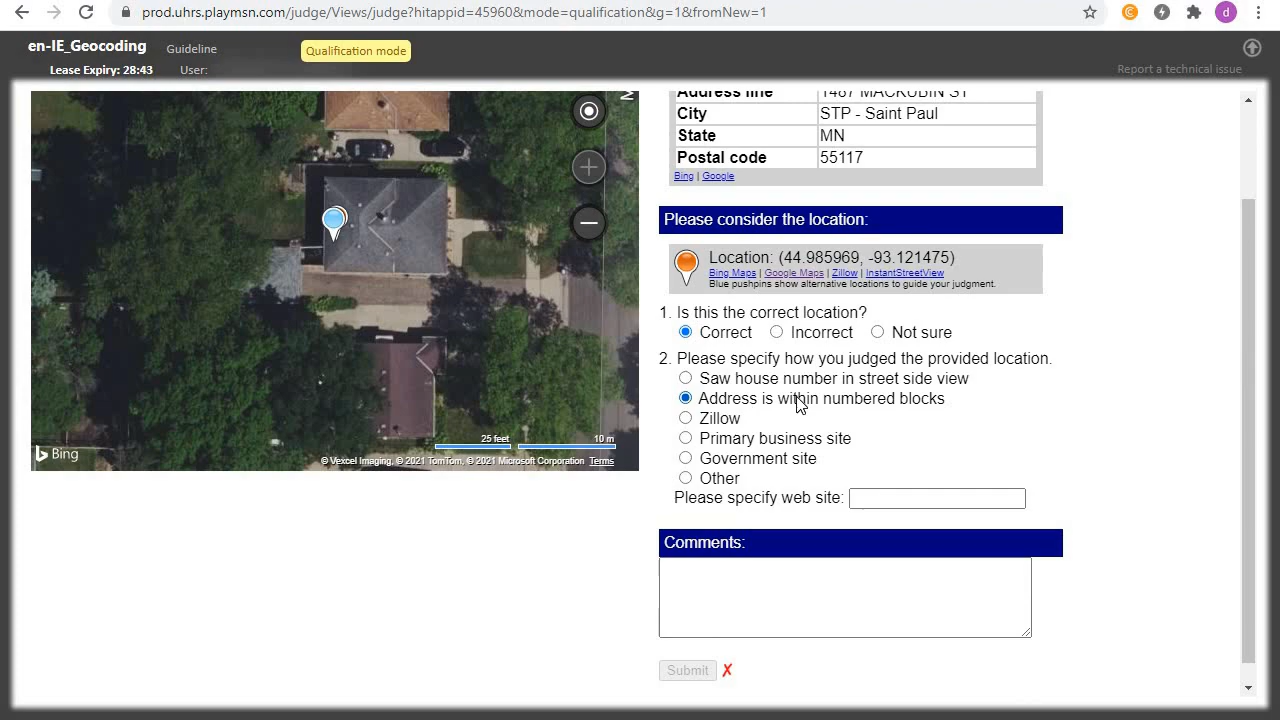 prod.uhrs.playmsn.com/judge/Views/judge?hitappid=45960&mode=qualification&g=1&fromNew=1
d
en-IE_Geocoding
Guideline
Qualification mode
Lease Expiry: 28:43
User:
Report a technical issue
Address line
1487 MACKUBIN ST
City
STP - Saint Paul
State
MN
Postal code
55117
Bing | Google
Please consider the location:
Location: (44.985969, -93.121475)
Bing Maps | Google Maps | Zillow | InstantStreetView
Blue pushpins show alternative locations to guide your judgment.
1. Is this the correct location?
Correct Incorrect Not sure
2. Please specify how you judged the provided location.
Saw house number in street side view
Address is within numbered blocks
Zillow
Primary business site
Government site
Other
Please specify web site:
Comments:
Submit ✗
M
25 feet 10 m
Bing
© Vexcel Imaging, © 2021 TomTom, © 2021 Microsoft Corporation Terms